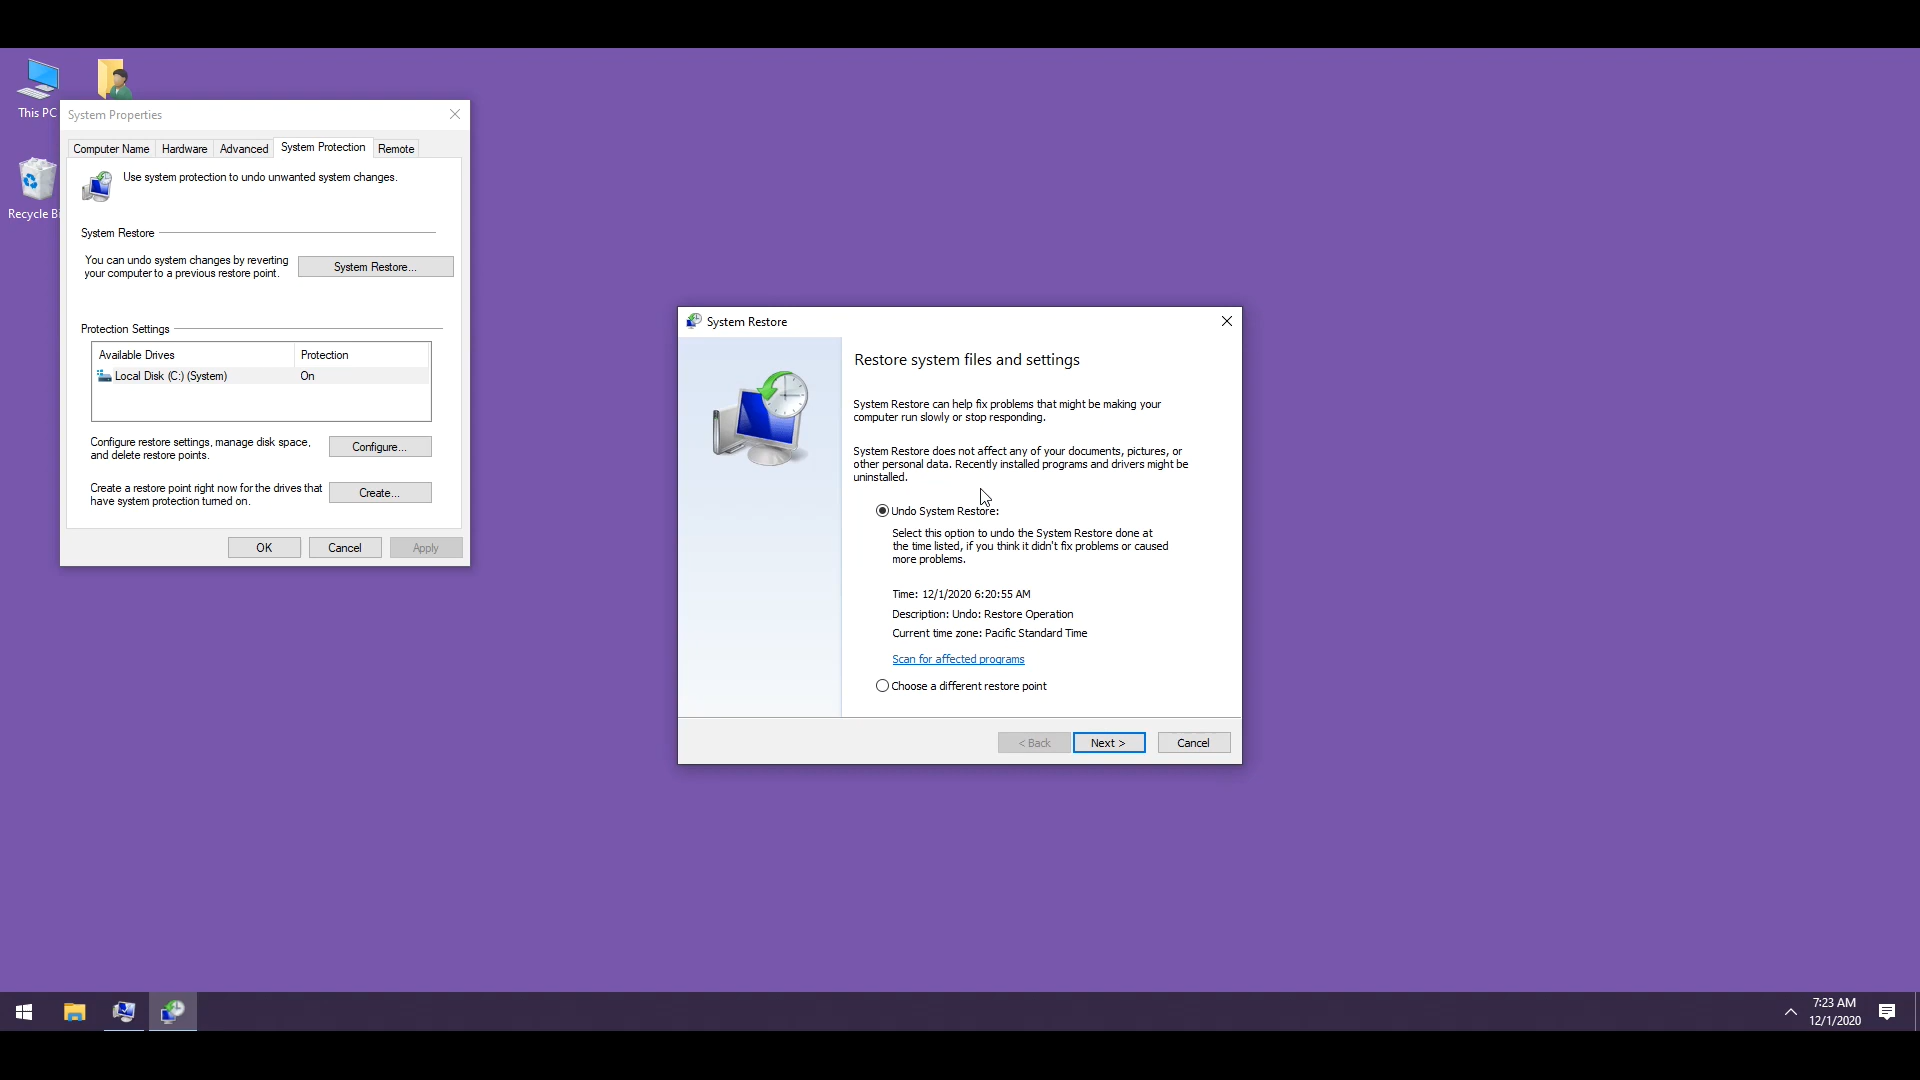 This PC
Recycle Bi
System Properties
Computer Name
Hardware
Advanced
System Protection
Remote
Use system protection to undo unwanted system changes.
System Restore
You can undo system changes by reverting
your computer to a previous restore point.
System Restore...
Protection Settings
Available Drives
Protection
Local Disk (C:) (System)
On
Configure restore settings, manage disk space,
and delete restore points.
Configure...
Create a restore point right now for the drives that
have system protection turned on.
Create...
OK
Cancel
Apply
System Restore
Restore system files and settings
System Restore can help fix problems that might be making your
computer run slowly or stop responding.
System Restore does not affect any of your documents, pictures, or
other personal data. Recently installed programs and drivers might be
uninstalled.
Undo System Restore:
Select this option to undo the System Restore done at
the time listed, if you think it didn't fix problems or caused
more problems.
Time: 12/1/2020 6:20:55 AM
Description: Undo: Restore Operation
Current time zone: Pacific Standard Time
Scan for affected programs
Choose a different restore point
< Back
Next >
Cancel
7:23 AM
12/1/2020